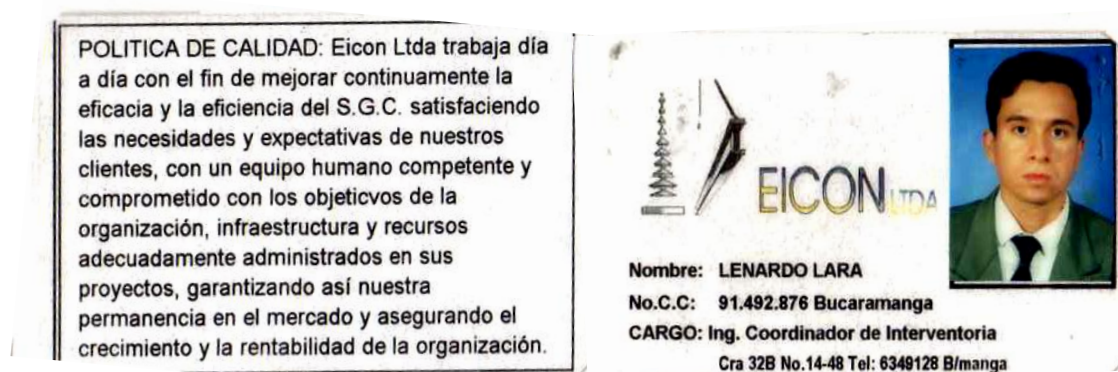 POLITICA DE CALIDAD: Eicon Ltda trabaja día
a día con el fin de mejorar continuamente la
eficacia y la eficiencia del S.G.C. satisfaciendo
las necesidades y expectativas de nuestros
clientes, con un equipo humano competente y
comprometido con los objeticvos de la
organización, infraestructura y recursos
adecuadamente administrados en sus
proyectos, garantizando así nuestra
permanencia en el mercado y asegurando el
crecimiento y la rentabilidad de la organización.
EICON LTDA
Nombre: LENARDO LARA
No.C.C: 91.492.876 Bucaramanga
CARGO: Ing. Coordinador de Interventoria
Cra 32B No.14-48 Tel: 6349128 B/manga